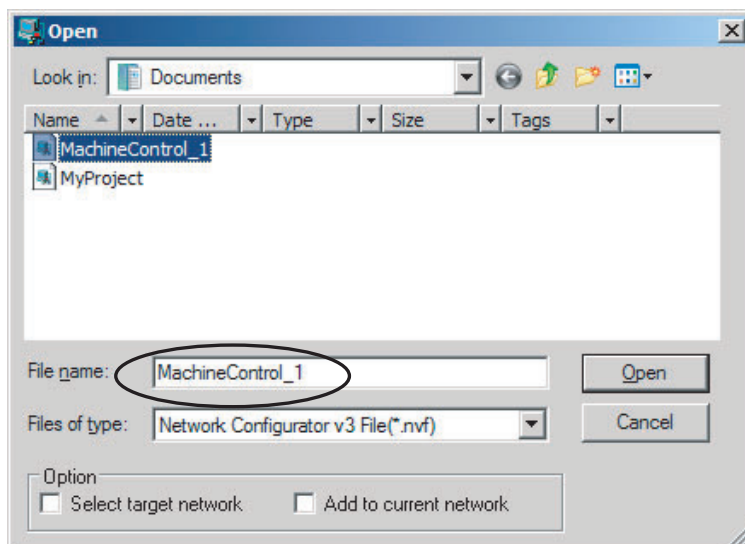 Open
Look in: Documents
Name Date ... Type Size Tags
MachineControl_1
MyProject
File name: MachineControl_1 Open
Files of type: Network Configurator v3 File(*.nvf) Cancel
Option
Select target network Add to current network